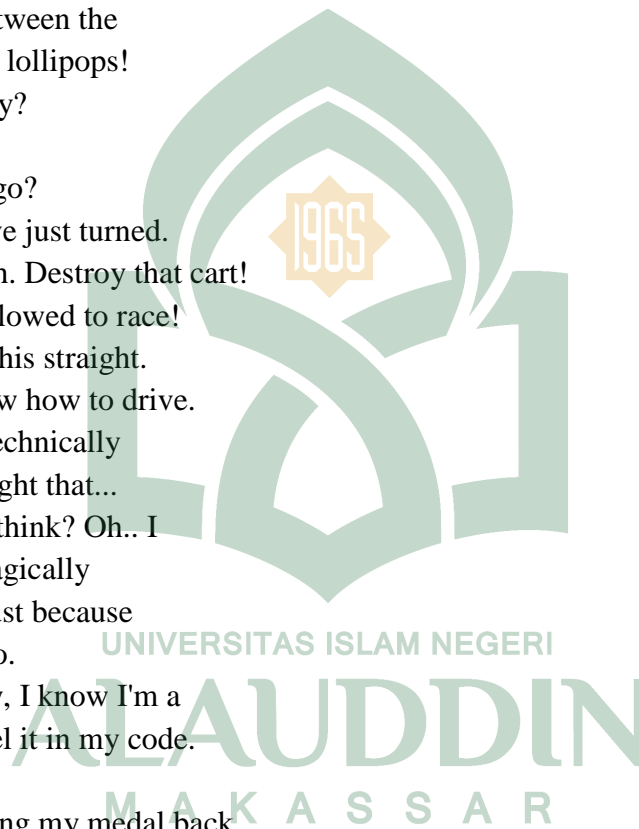 tween the
lollipops!
y?
go?
e just turned.
n. Destroy that cart!
lowed to race!
his straight.
w how to drive.
echnically
ght that...
think? Oh.. I
agically
ust because
o.
y, I know I'm a
el it in my code.
ng my medal back
1965
UNIVERSITAS ISLAM NEGERI
ALAUDDIN
MAKASSAR